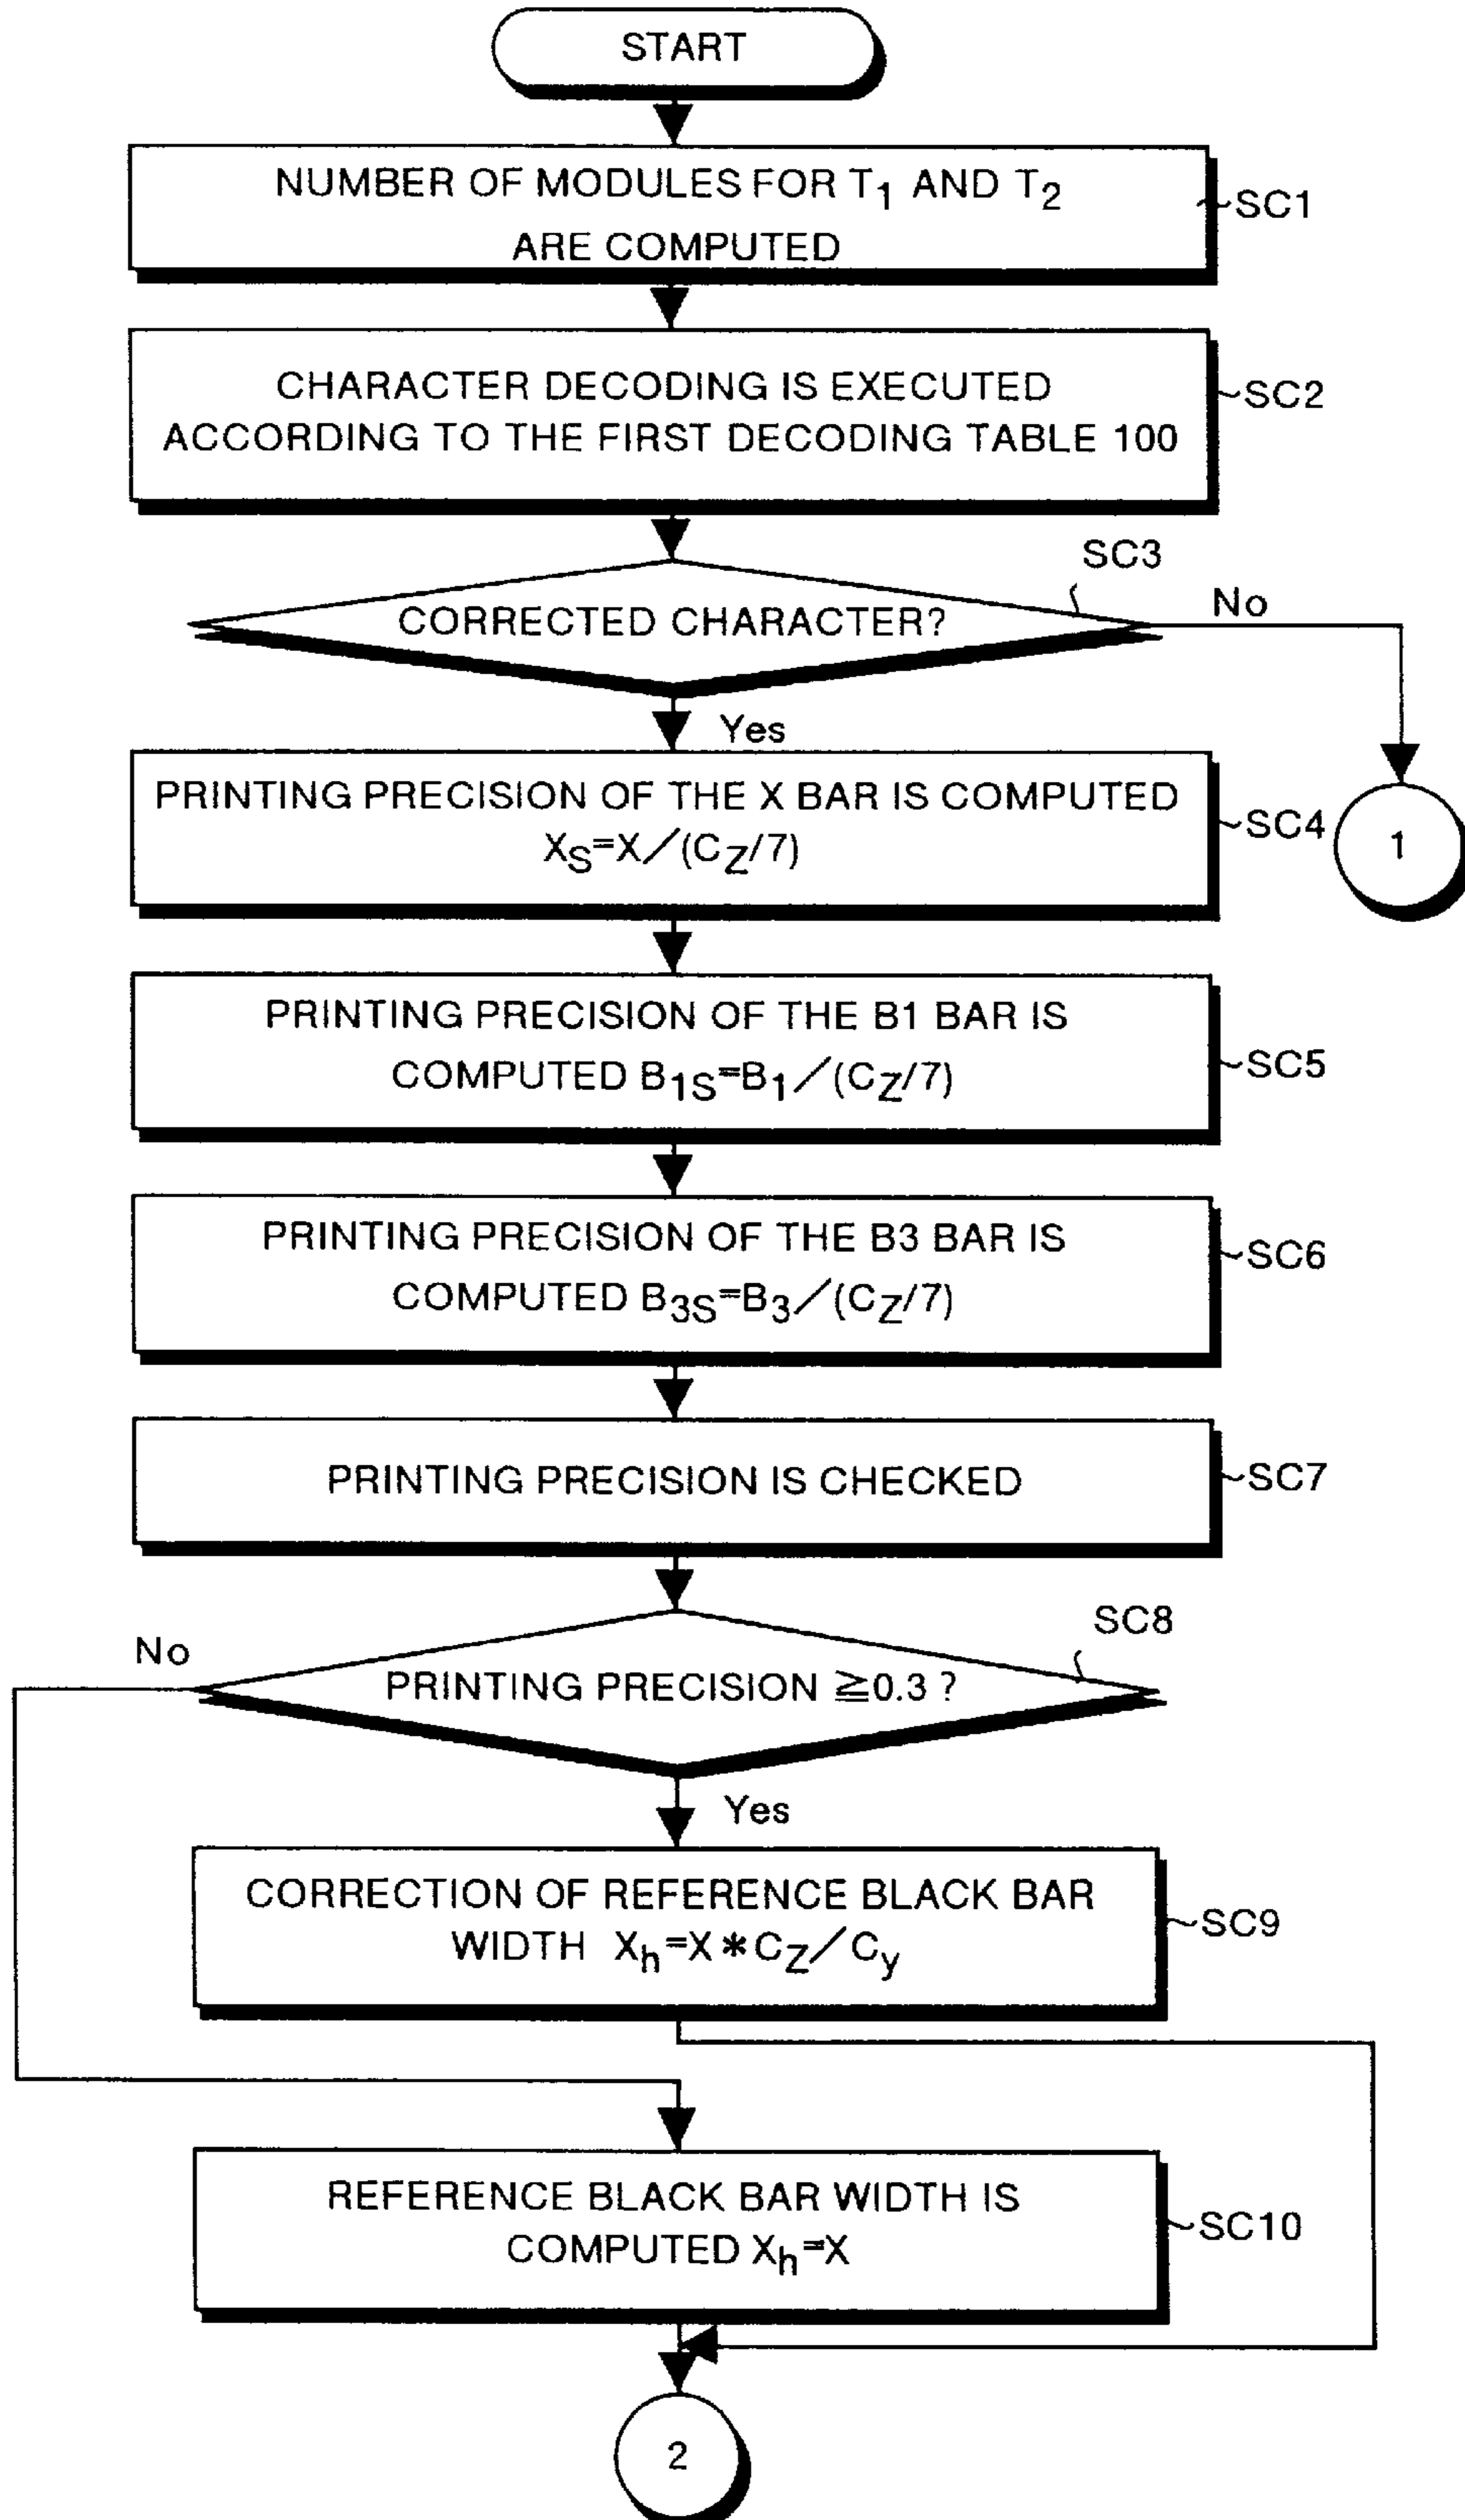 START
NUMBER OF MODULES FOR T1 AND T2
ARE COMPUTED
SC1
CHARACTER DECODING IS EXECUTED
ACCORDING TO THE FIRST DECODING TABLE 100
SC2
SC3
CORRECTED CHARACTER?
No
Yes
PRINTING PRECISION OF THE X BAR IS COMPUTED
XS=X/(CZ/7)
SC4
1
PRINTING PRECISION OF THE B1 BAR IS
COMPUTED B1S=B1/(CZ/7)
SC5
PRINTING PRECISION OF THE B3 BAR IS
COMPUTED B3S=B3/(CZ/7)
SC6
PRINTING PRECISION IS CHECKED
SC7
SC8
No
PRINTING PRECISION ≧0.3 ?
Yes
CORRECTION OF REFERENCE BLACK BAR
WIDTH Xh=X*CZ/Cy
SC9
REFERENCE BLACK BAR WIDTH IS
COMPUTED Xh=X
SC10
2